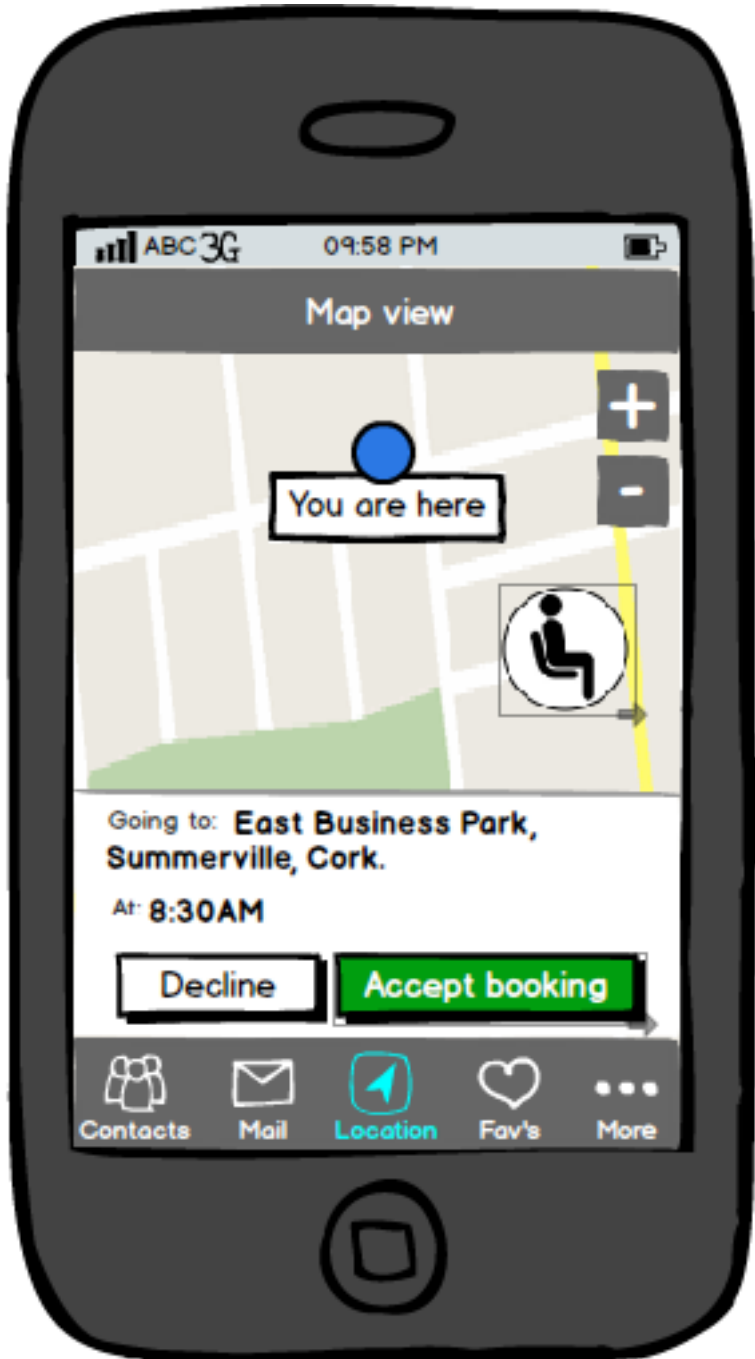 ABC 3G 09:58 PM
Map view
+
You are here
-
Going to: East Business Park,
Summerville, Cork.
At: 8:30AM
Decline Accept booking
Contacts Mail Location Fav's More